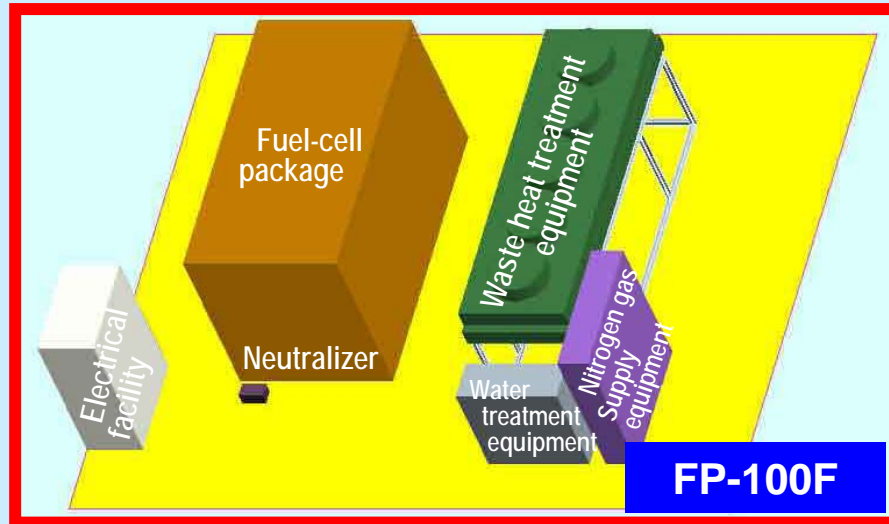 Fuel-cell
package
Waste heat treatment
equipment
Electrical
facility
Neutralizer
Nitrogen gas
Supply
equipment
Water
treatment
equipment
FP-100F